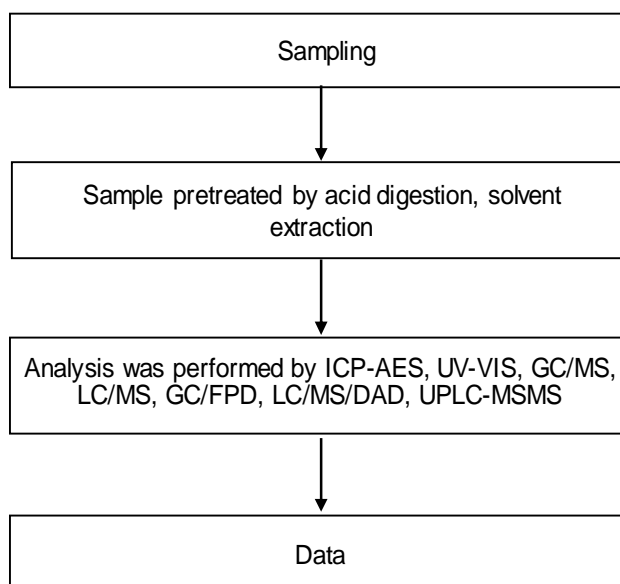 Sampling
Sample pretreated by acid digestion, solvent
extraction
Analysis was performed by ICP-AES, UV-VIS, GC/MS,
LC/MS, GC/FPD, LC/MS/DAD, UPLC-MSMS
Data